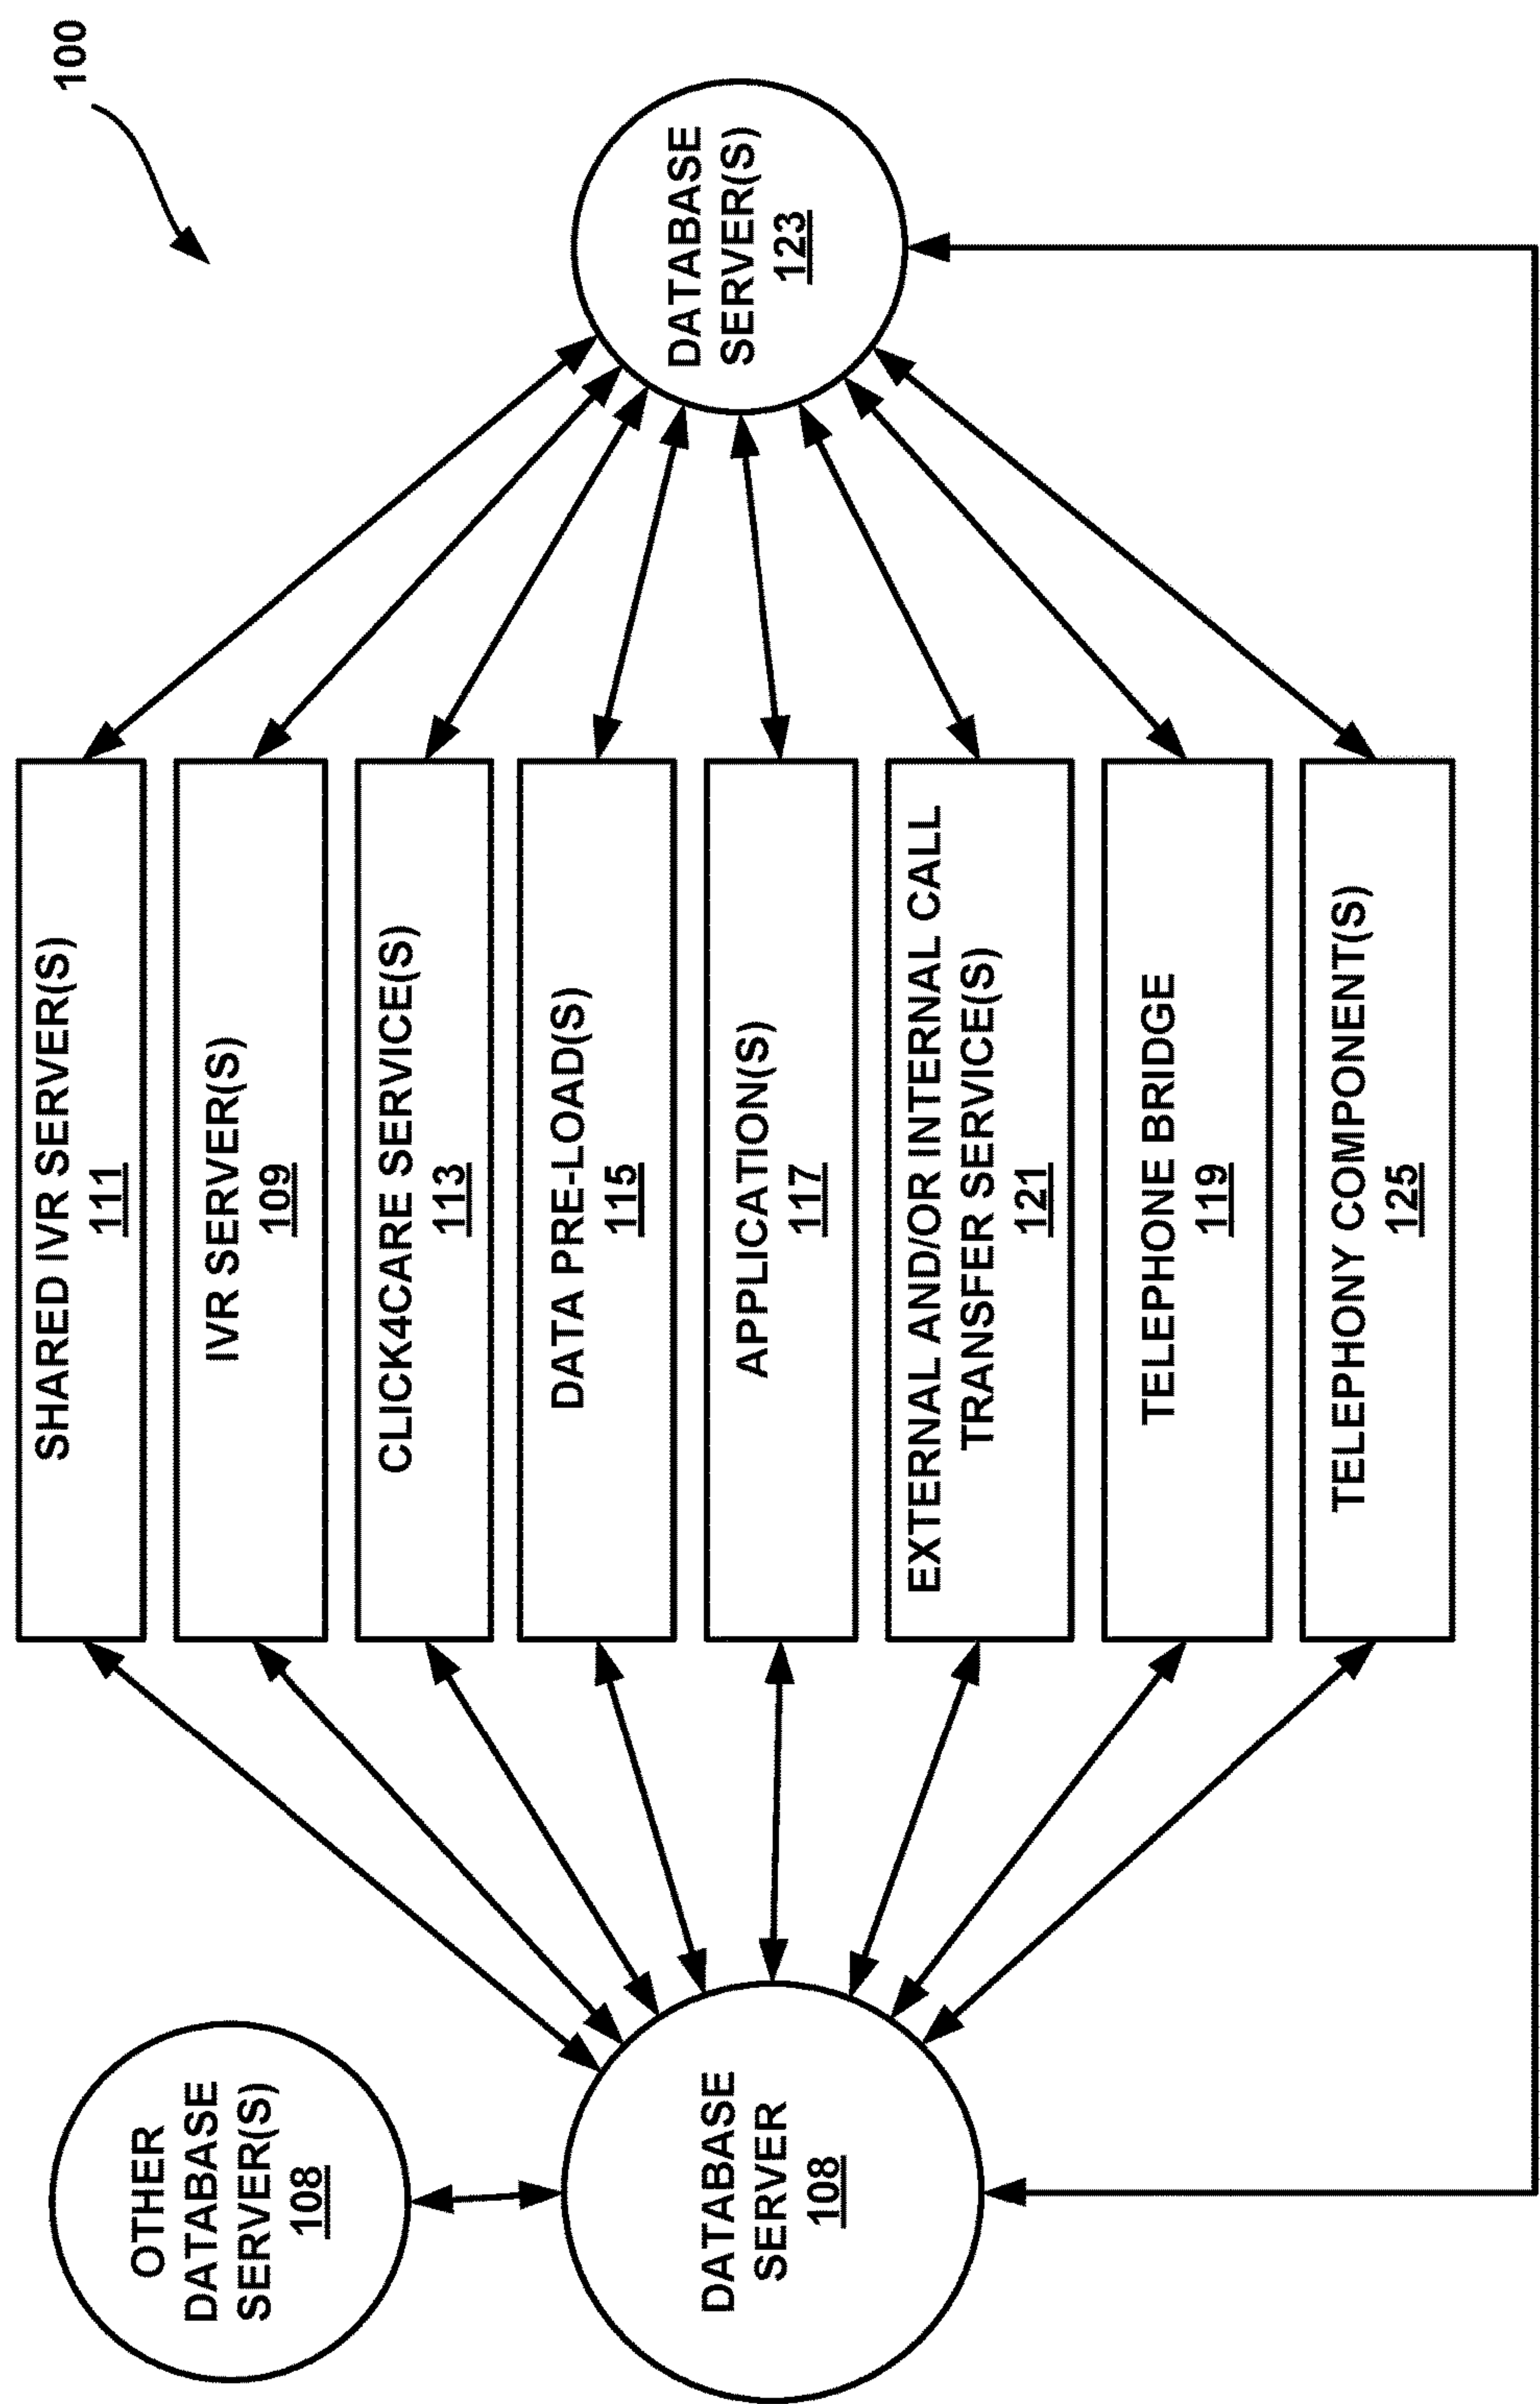 100
OTHER
DATABASE
SERVER(S)
108
DATABASE
SERVER
108
SHARED IVR SERVER(S)
111
IVR SERVER(S)
109
CLICK4CARE SERVICE(S)
113
DATA PRE-LOAD(S)
115
APPLICATION(S)
117
EXTERNAL AND/OR INTERNAL CALL
TRANSFER SERVICE(S)
121
TELEPHONE BRIDGE
119
TELEPHONY COMPONENT(S)
125
DATABASE
SERVER(S)
123